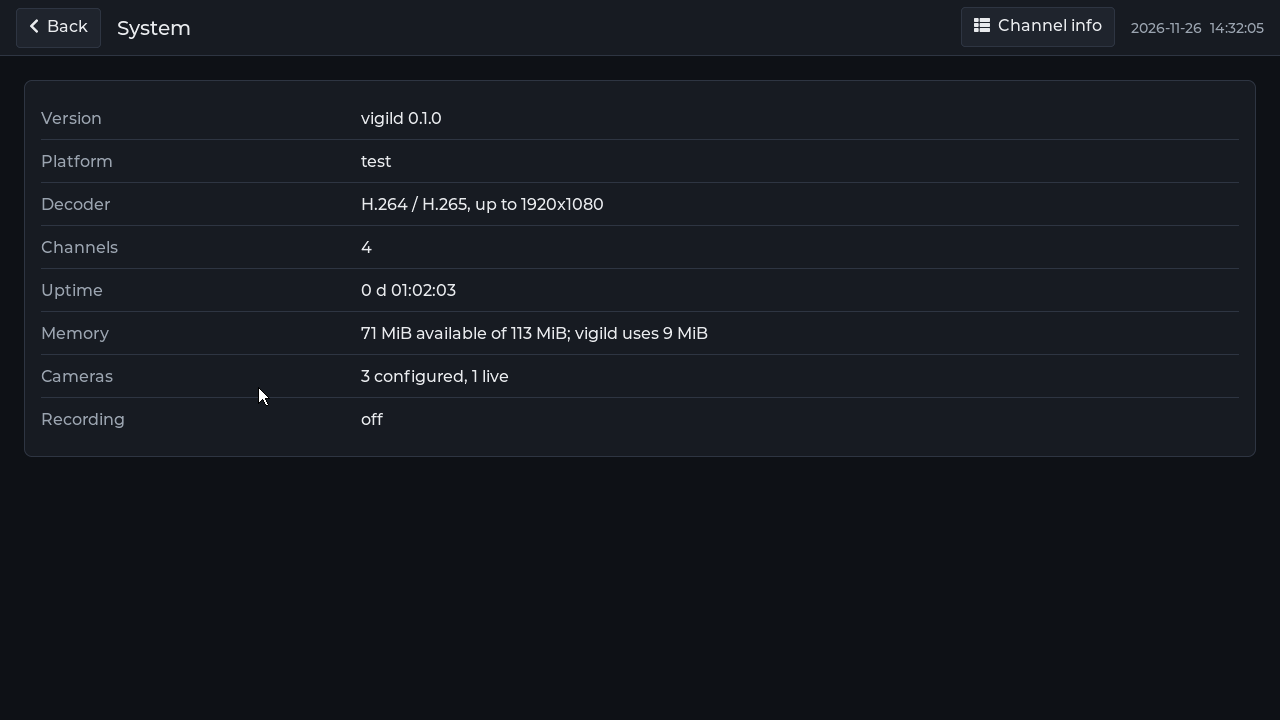 Back System Channel info 2026-11-26 14:32:05
Version vigild 0.1.0
Platform test
Decoder H.264 / H.265, up to 1920x1080
Channels 4
Uptime 0 d 01:02:03
Memory 71 MiB available of 113 MiB; vigild uses 9 MiB
Cameras 3 configured, 1 live
Recording off